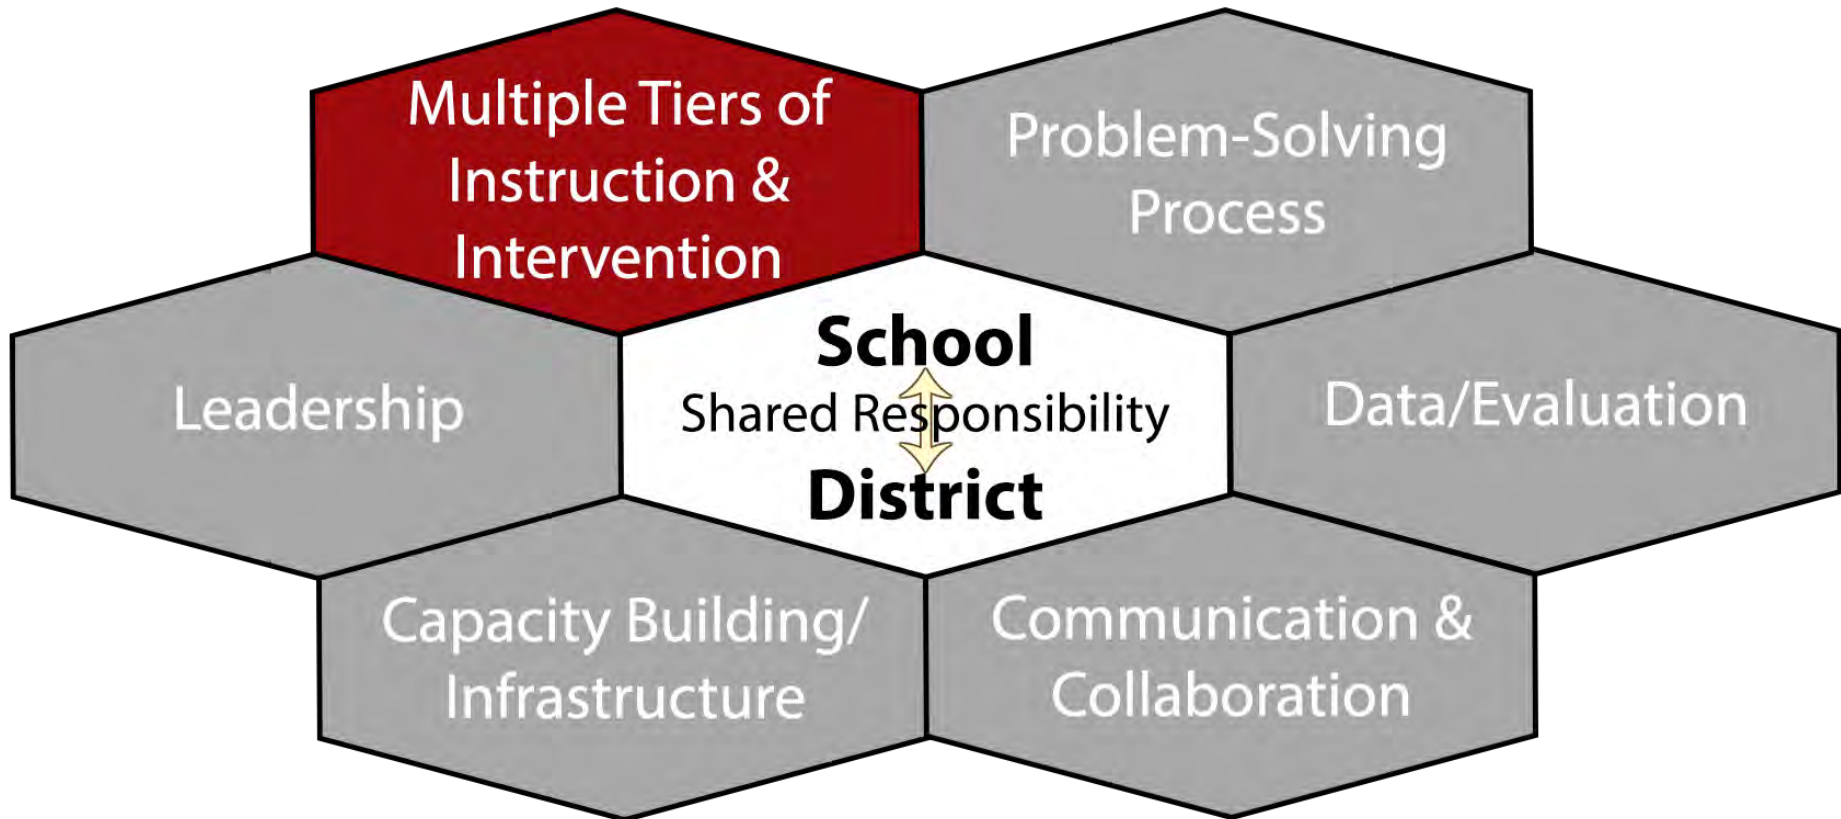 Multiple Tiers of
Instruction &
Intervention
Problem-Solving
Process
Leadership
School
Shared Responsibility
District
Data/Evaluation
Capacity Building/
Infrastructure
Communication &
Collaboration